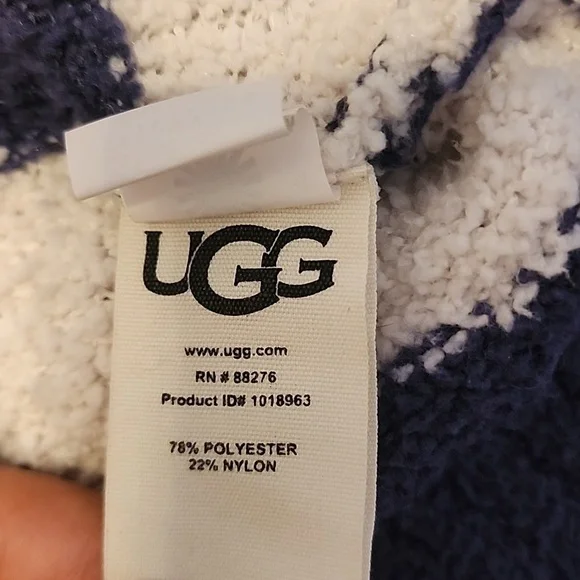 UGG
www.ugg.com
RN # 88276
Product ID# 1018963
78% POLYESTER
22% NYLON